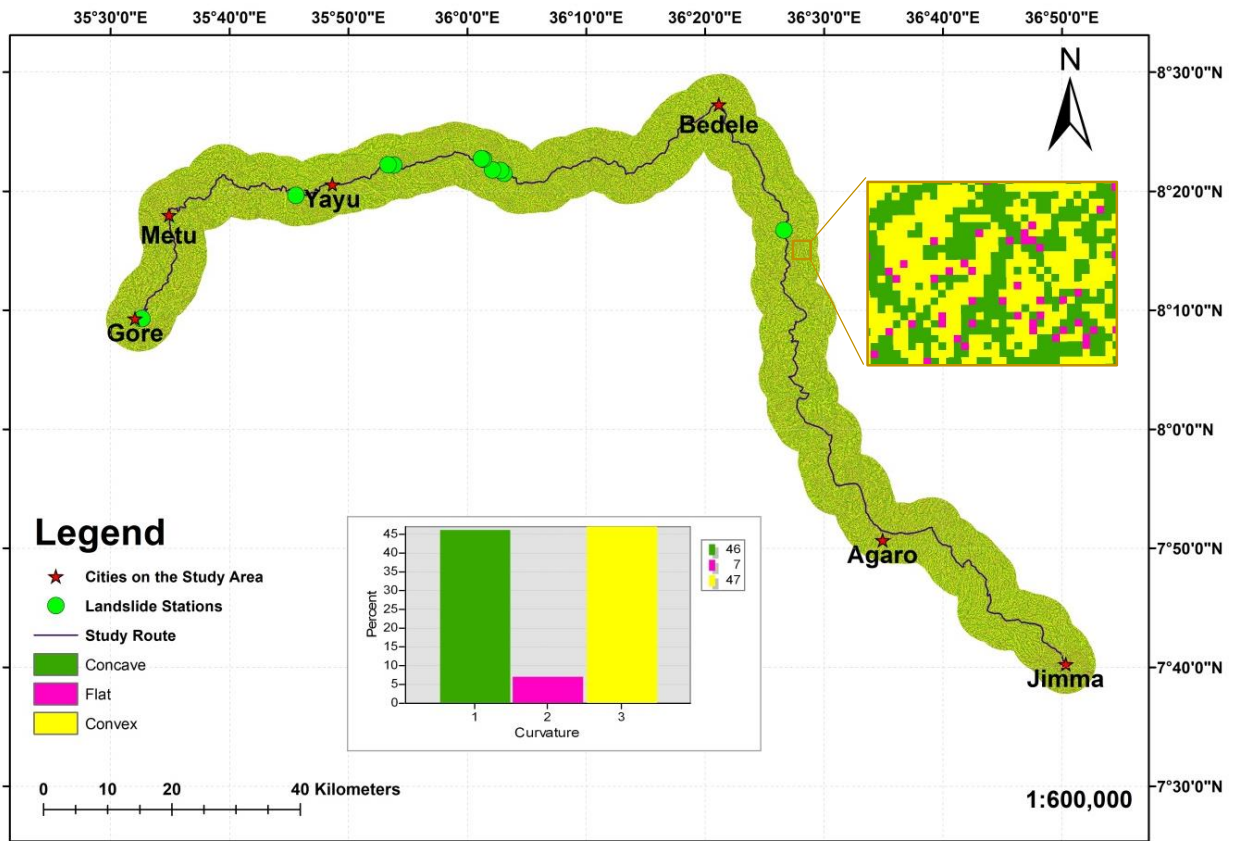 35°30'0"E 35°40'0"E 35°50'0"E 36°0'0"E 36°10'0"E 36°20'0"E 36°30'0"E 36°40'0"E 36°50'0"E
N
8°30'0"N
Bedele
8°20'0"N
Yayu
Metu
8°10'0"N
Gore
8°0'0"N
7°50'0"N
Agaro
7°40'0"N
Jimma
7°30'0"N
Legend
Cities on the Study Area
Landslide Stations
Study Route
Concave
Flat
Convex
Percent
45
40
35
30
25
20
15
10
5
0
1 2 3
Curvature
46
7
47
0 10 20 40 Kilometers
1:600,000